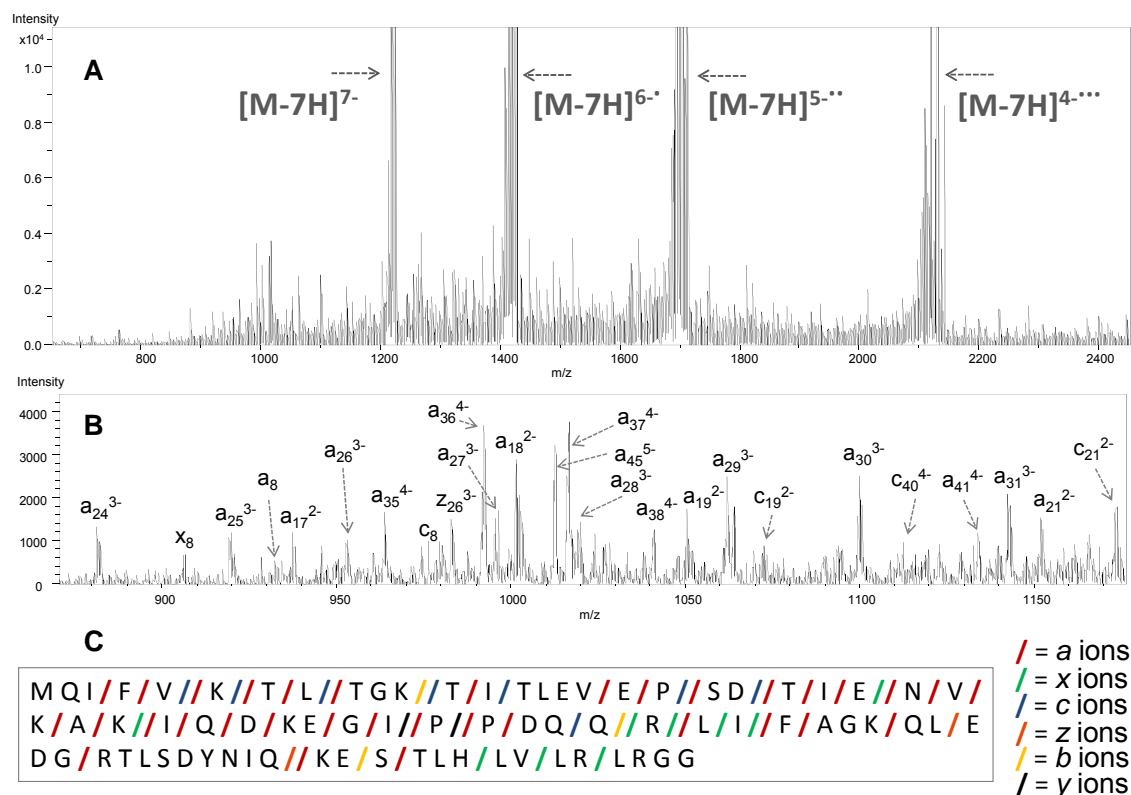 Intensity
x10⁴
A
[M-7H]⁷⁻
[M-7H]⁶⁻•
[M-7H]⁵⁻••
[M-7H]⁴⁻•••
1.0
0.8
0.6
0.4
0.2
0.0
800 1000 1200 1400 1600 1800 2000 2200 2400
m/z
Intensity
B
4000
3000
2000
1000
0
a₂₄³⁻
x₈
a₂₅³⁻
a₈
a₁₇²⁻
a₂₆³⁻
a₃₅⁴⁻
c₈
z₂₆³⁻
a₃₆⁴⁻
a₂₇³⁻
a₁₈²⁻
a₃₇⁴⁻
a₄₅⁵⁻
a₂₈³⁻
a₃₈⁴⁻
a₁₉²⁻
a₂₉³⁻
c₁₉²⁻
a₃₀³⁻
c₄₀⁴⁻
a₄₁⁴⁻
a₃₁³⁻
a₂₁²⁻
c₂₁²⁻
900 950 1000 1050 1100 1150
m/z
C
M Q I / F / V // K // T / L // T G K // T / I / T L E V / E / P // S D // T / I / E // N / V /
K / A / K // I / Q / D / K E / G / I // P // P / D Q / Q // R // L / I // F / A G K / Q L / E
D G / R T L S D Y N I Q // K E / S / T L H / L V / L R / L R G G
/ = a ions
/ = x ions
/ = c ions
/ = z ions
/ = b ions
/ = y ions